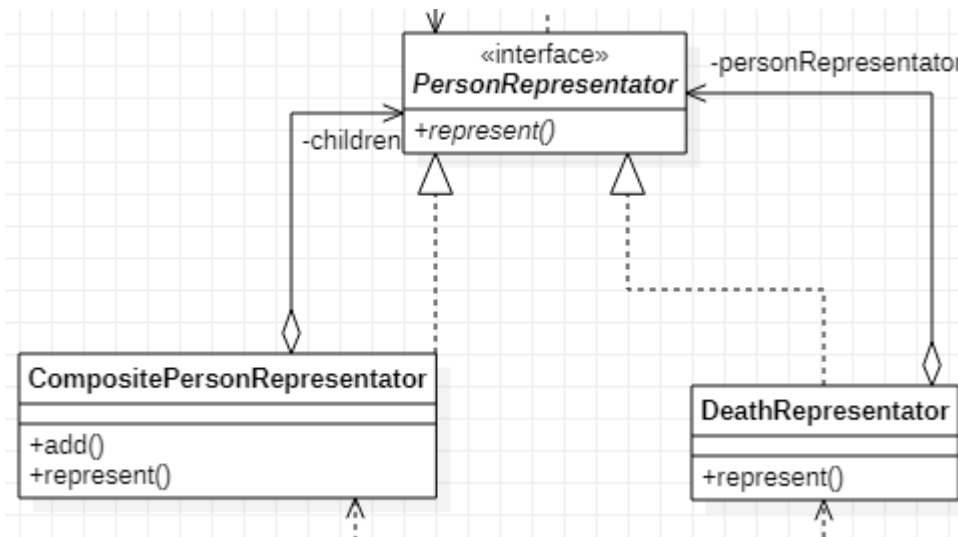 «interface»
PersonRepresentator
+represent()
-children
-personRepresentator
CompositePersonRepresentator
+add()
+represent()
DeathRepresentator
+represent()